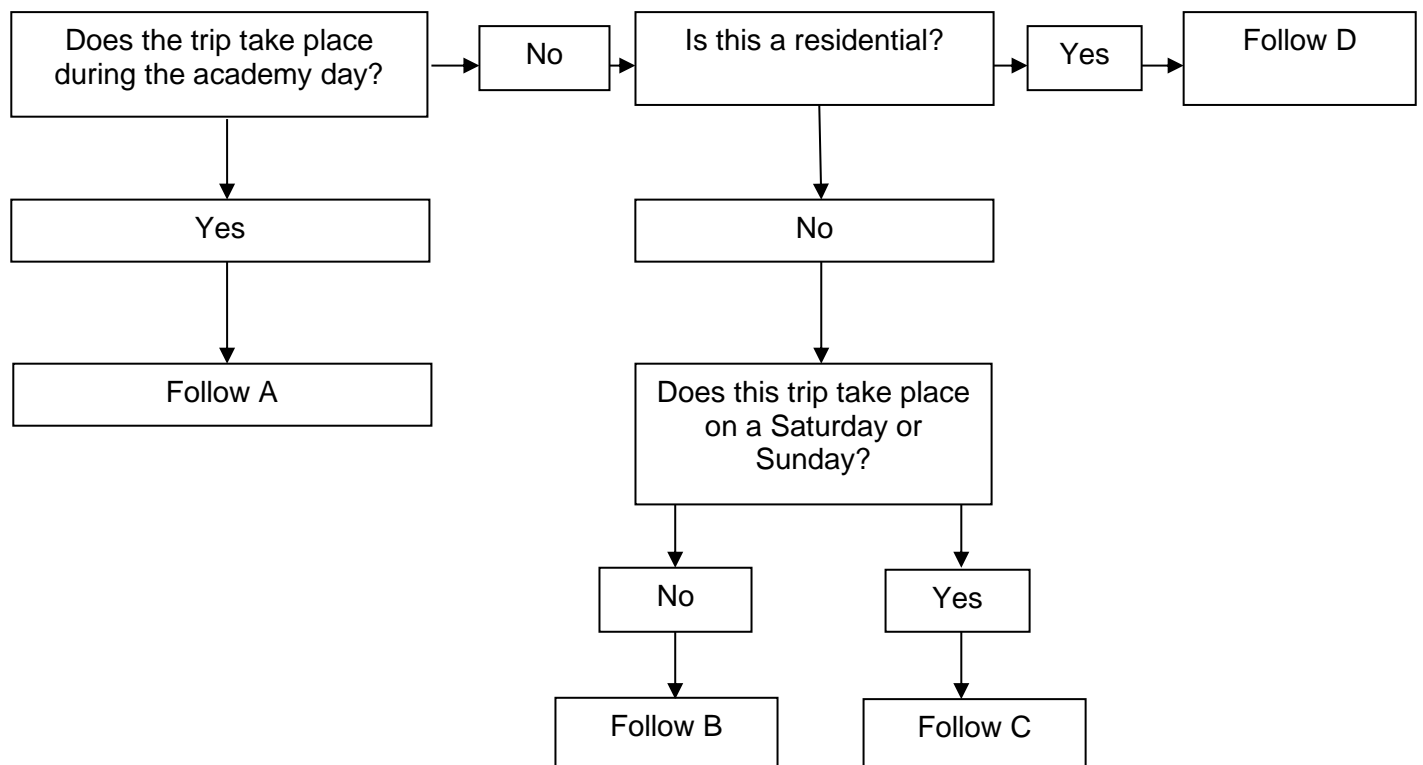 Does the trip take place
during the academy day?
No
Is this a residential?
Yes
Follow D
Yes
No
Follow A
Does this trip take place
on a Saturday or
Sunday?
No
Yes
Follow B
Follow C